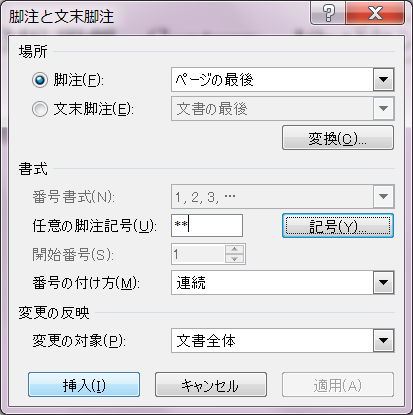 脚注と文末脚注
場所
脚注(F): ページの最後
文末脚注(E): 文書の最後
変換(C)...
書式
番号書式(N): 1, 2, 3, …
任意の脚注記号(U): ** 記号(Y)...
開始番号(S): 1
番号の付け方(M): 連続
変更の反映
変更の対象(P): 文書全体
挿入(I) キャンセル 適用(A)